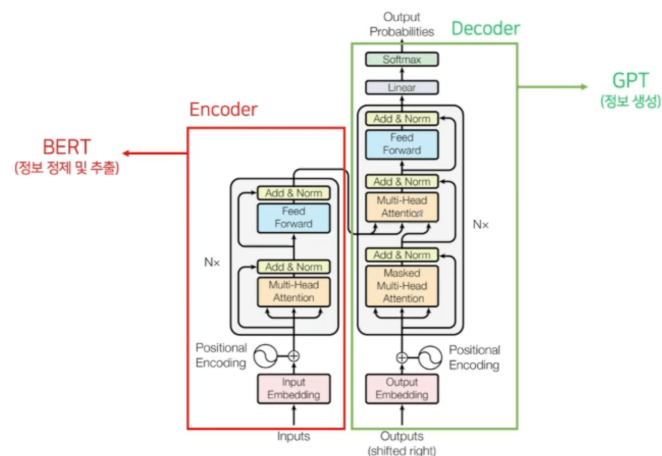 Output
Probabilities
Decoder
Softmax
Linear
Add & Norm
Feed
Forward
Add & Norm
Multi-Head
Attention
Add & Norm
Masked
Multi-Head
Attention
Nx
Positional
Encoding
Output
Embedding
Outputs
(shifted right)
GPT
(정보 생성)
Encoder
BERT
(정보 정제 및 추출)
Add & Norm
Feed
Forward
Add & Norm
Multi-Head
Attention
Nx
Positional
Encoding
Input
Embedding
Inputs